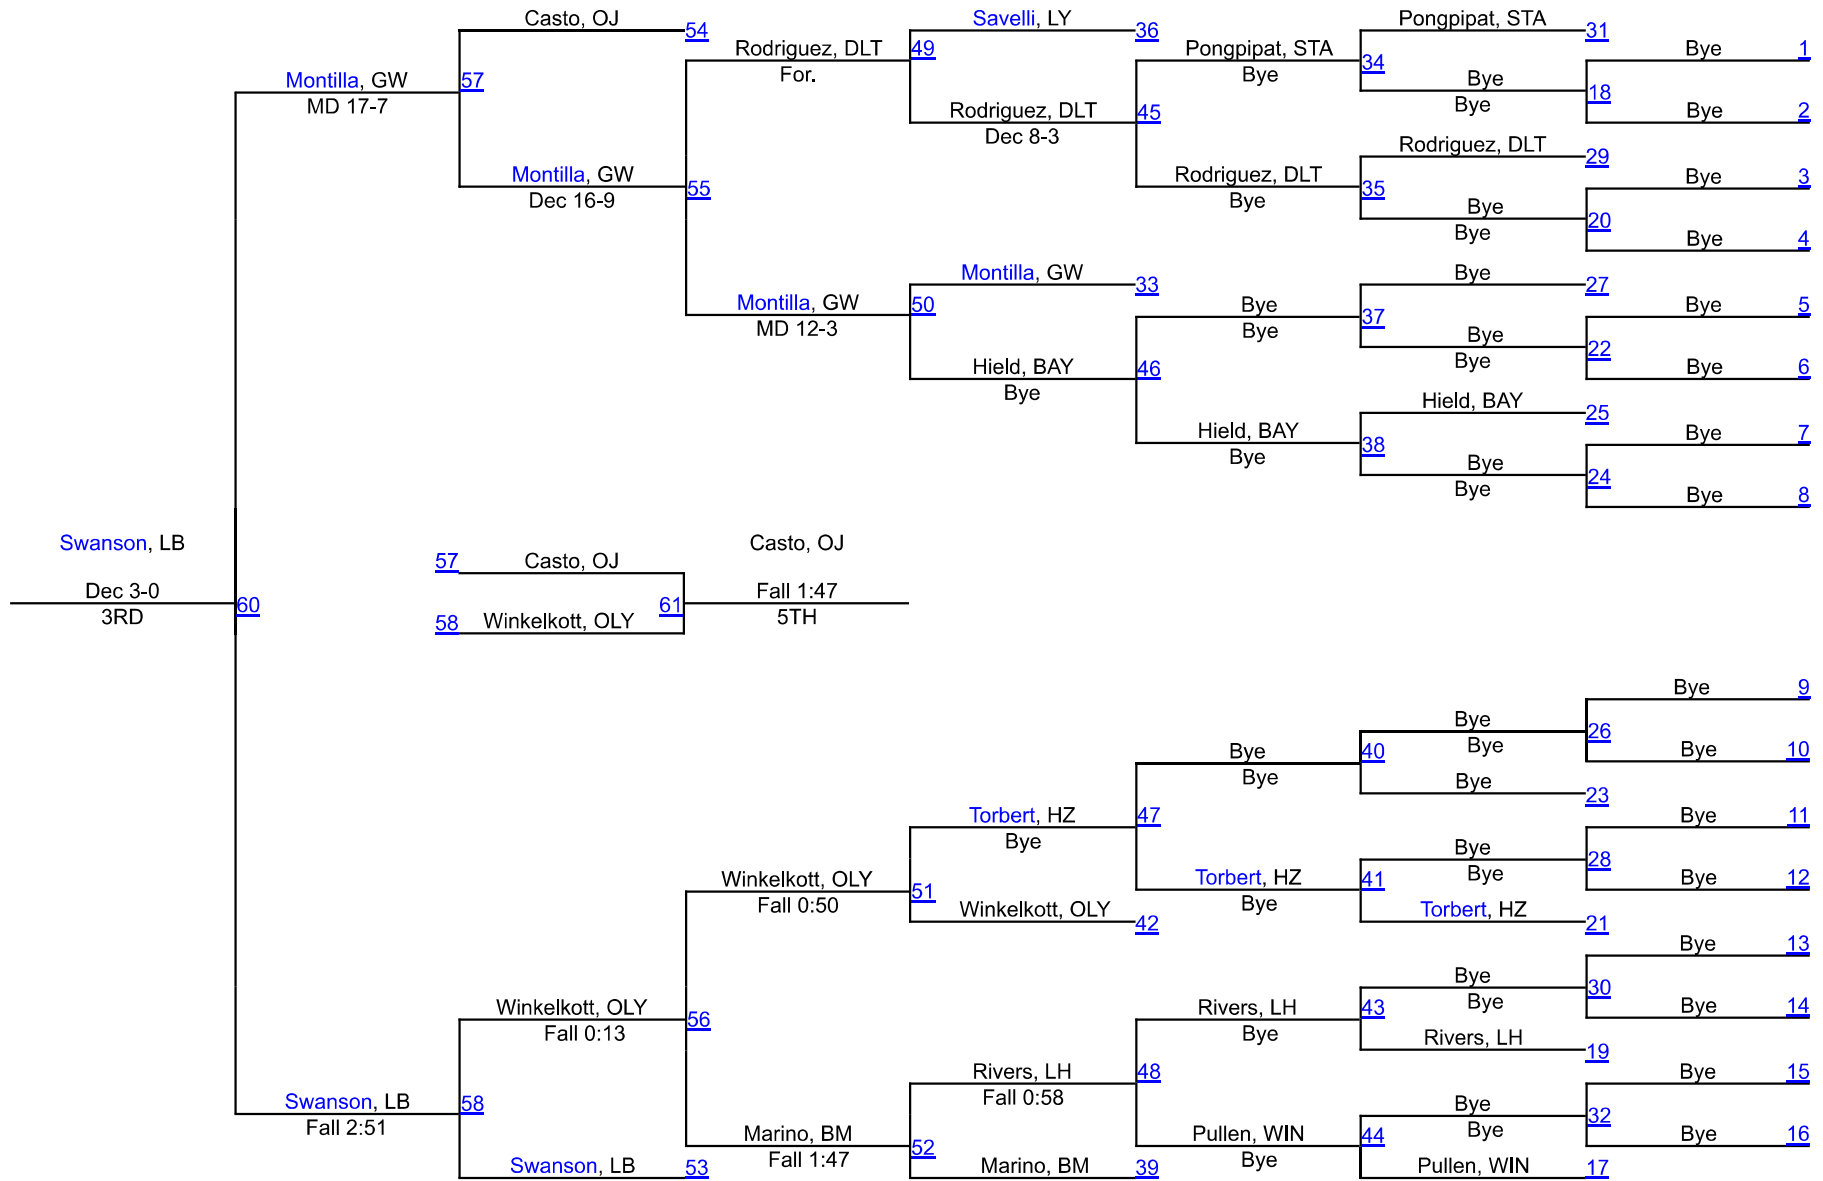 Casto, OJ
54
Montilla, GW
MD 17-7
57
Montilla, GW
Dec 16-9
55
Rodriguez, DLT
For.
49
Savelli, LY
36
Rodriguez, DLT
Dec 8-3
45
Pongpipat, STA
Bye
34
Pongpipat, STA
31
Bye
Bye
18
Bye
1
Bye
2
Rodriguez, DLT
Bye
35
Rodriguez, DLT
29
Bye
Bye
20
Bye
3
Bye
4
Montilla, GW
MD 12-3
50
Montilla, GW
33
Hield, BAY
Bye
46
Bye
Bye
37
Bye
27
Bye
Bye
22
Bye
5
Bye
6
Hield, BAY
Bye
38
Hield, BAY
25
Bye
Bye
24
Bye
7
Bye
8
Swanson, LB
Dec 3-0
3RD
60
57
Casto, OJ
58
Winkelkott, OLY
61
Casto, OJ
Fall 1:47
5TH
Swanson, LB
Fall 2:51
58
Winkelkott, OLY
Fall 0:13
56
Swanson, LB
53
Winkelkott, OLY
Fall 0:50
51
Torbert, HZ
Bye
47
Winkelkott, OLY
42
Bye
Bye
40
Bye
Bye
26
Bye
9
Bye
10
Bye
23
Torbert, HZ
Bye
41
Bye
Bye
28
Bye
11
Bye
12
Torbert, HZ
21
Marino, BM
Fall 1:47
52
Rivers, LH
Fall 0:58
48
Marino, BM
39
Rivers, LH
Bye
43
Bye
Bye
30
Bye
13
Bye
14
Rivers, LH
19
Pullen, WIN
Bye
44
Bye
Bye
32
Bye
15
Bye
16
Pullen, WIN
17